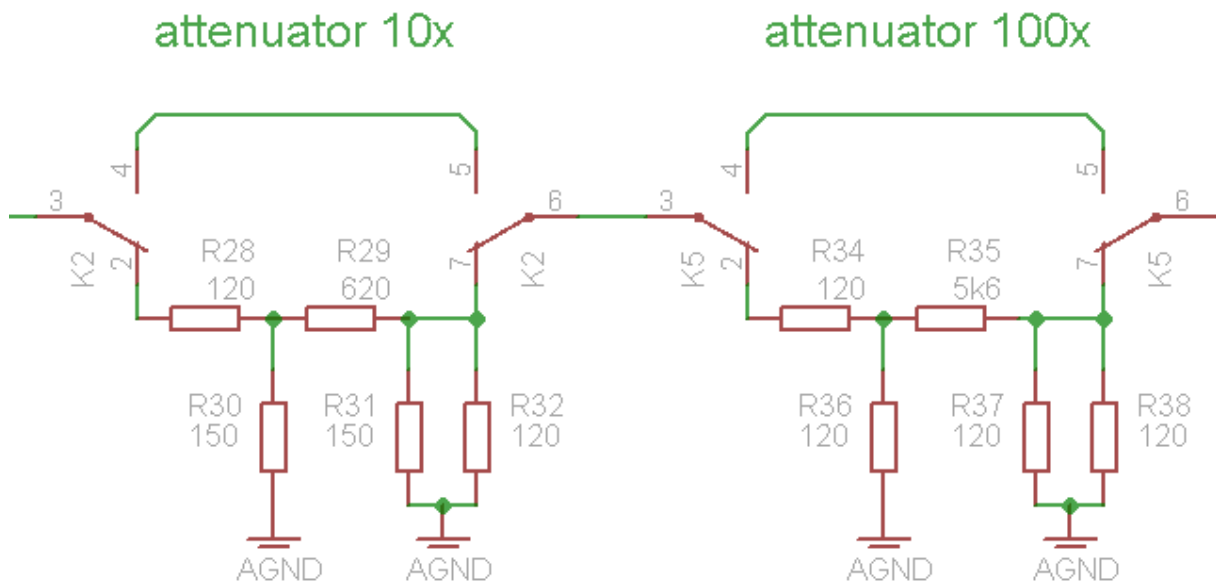 attenuator 10x
attenuator 100x
4
5
4
5
3
6
3
6
K2
2
R28
120
R29
620
7
K2
K5
2
R34
120
R35
5k6
7
K5
R30
150
R31
150
R32
120
R36
120
R37
120
R38
120
AGND
AGND
AGND
AGND